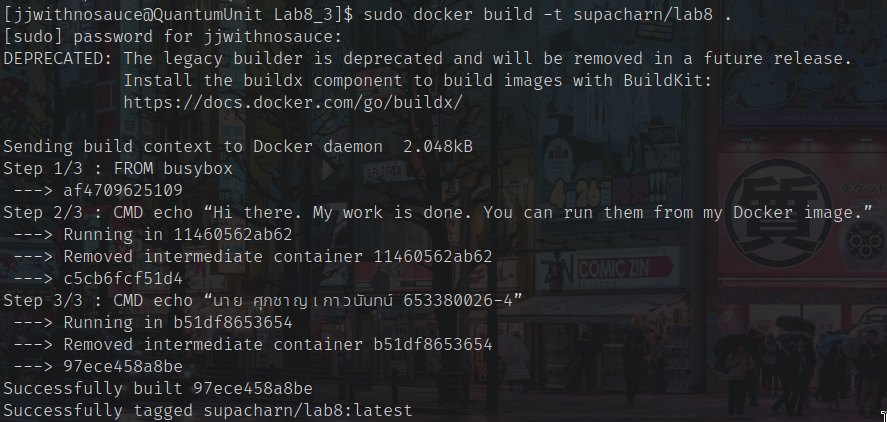 [jjwithnosauce@QuantumUnit Lab8_3]$ sudo docker build -t supacharn/lab8 .
[sudo] password for jjwithnosauce:
DEPRECATED: The legacy builder is deprecated and will be removed in a future release.
Install the buildx component to build images with BuildKit:
https://docs.docker.com/go/buildx/
Sending build context to Docker daemon  2.048kB
Step 1/3 : FROM busybox
---> af4709625109
Step 2/3 : CMD echo “Hi there. My work is done. You can run them from my Docker image.”
---> Running in 11460562ab62
---> Removed intermediate container 11460562ab62
---> c5cb6fcf51d4
Step 3/3 : CMD echo “นาย ศุภชาญ เกาวนันทน์ 653380026-4”
---> Running in b51df8653654
---> Removed intermediate container b51df8653654
---> 97ece458a8be
Successfully built 97ece458a8be
Successfully tagged supacharn/lab8:latest
COMIC ZIN
質